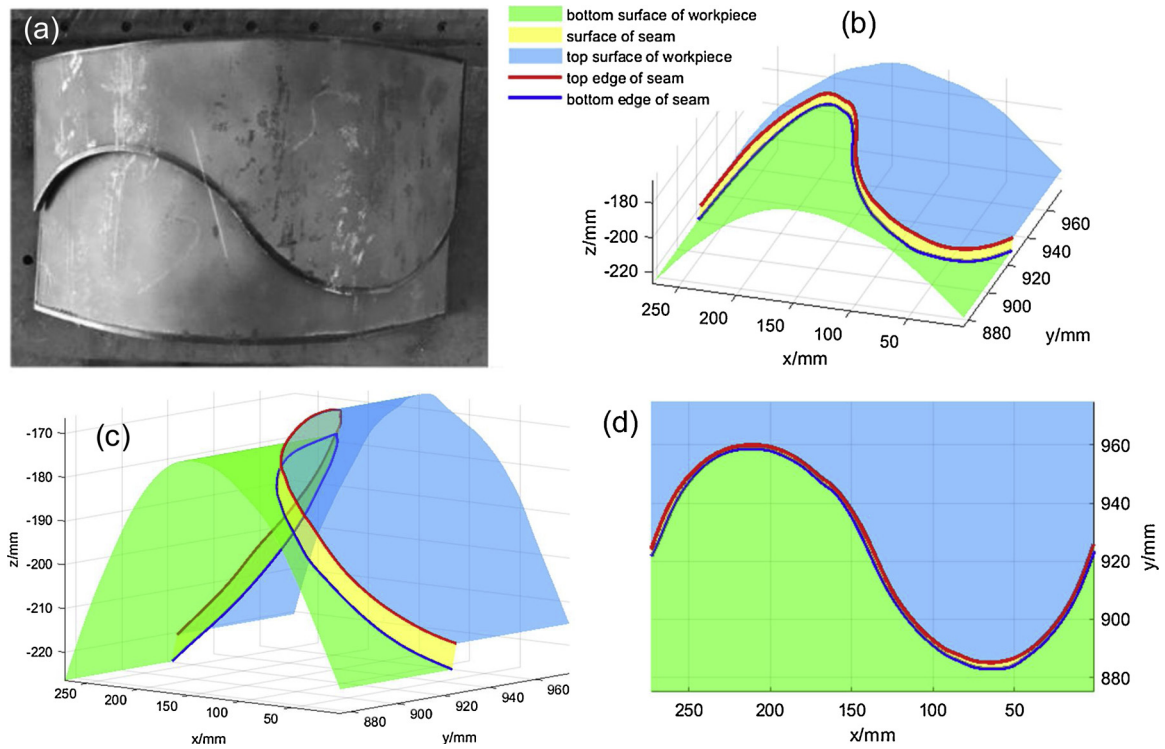 (a)
bottom surface of workpiece
surface of seam
top surface of workpiece
top edge of seam
bottom edge of seam
(b)
-180
-200
-220
z/mm
250
200
150
100
50
x/mm
880
900
920
940
960
y/mm
(c)
-170
-180
-190
-200
-210
-220
z/mm
250
200
150
100
50
x/mm
880
900
920
940
960
y/mm
(d)
960
940
920
900
880
y/mm
250
200
150
100
50
x/mm